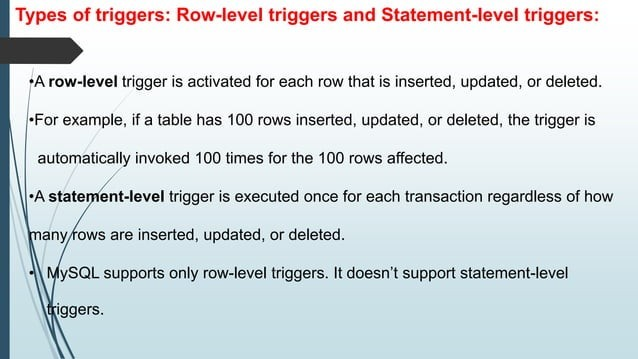 Types of triggers: Row-level triggers and Statement-level triggers:
•A row-level trigger is activated for each row that is inserted, updated, or deleted.
•For example, if a table has 100 rows inserted, updated, or deleted, the trigger is
automatically invoked 100 times for the 100 rows affected.
•A statement-level trigger is executed once for each transaction regardless of how
many rows are inserted, updated, or deleted.
• MySQL supports only row-level triggers. It doesn’t support statement-level
triggers.